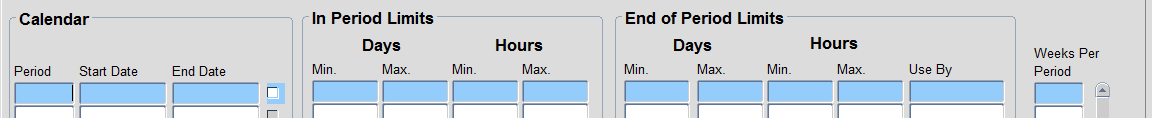 Calendar
In Period Limits
End of Period Limits
Days Hours
Days Hours
Weeks Per
Period
Period Start Date End Date
Min. Max. Min. Max.
Min. Max. Min. Max. Use By